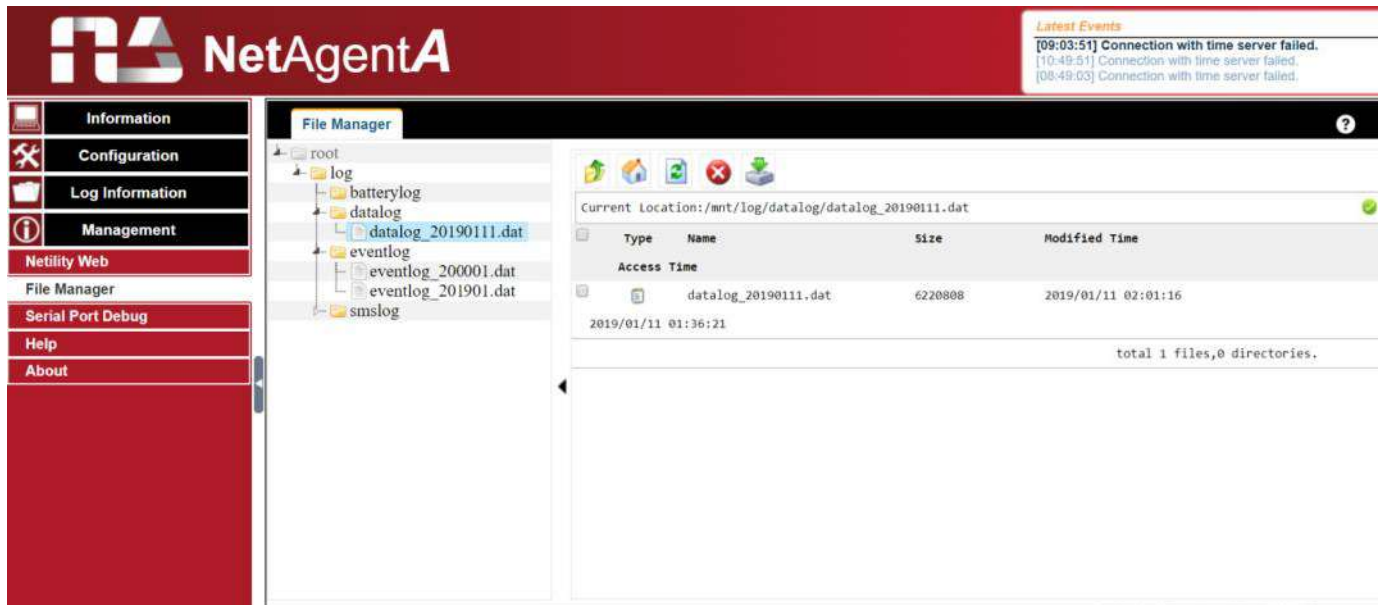 NetAgentA
Latest Events
[09:03:51] Connection with time server failed.
[10:49:51] Connection with time server failed.
[08:49:03] Connection with time server failed.
Information
Configuration
Log Information
Management
Netility Web
File Manager
Serial Port Debug
Help
About
File Manager
root
log
batterylog
datalog
datalog_20190111.dat
eventlog
eventlog_200001.dat
eventlog_201901.dat
smslog
Current Location:/mnt/log/datalog/datalog_20190111.dat
Type Name Size Modified Time
Access Time
datalog_20190111.dat 6220808 2019/01/11 02:01:16
2019/01/11 01:36:21
total 1 files,0 directories.